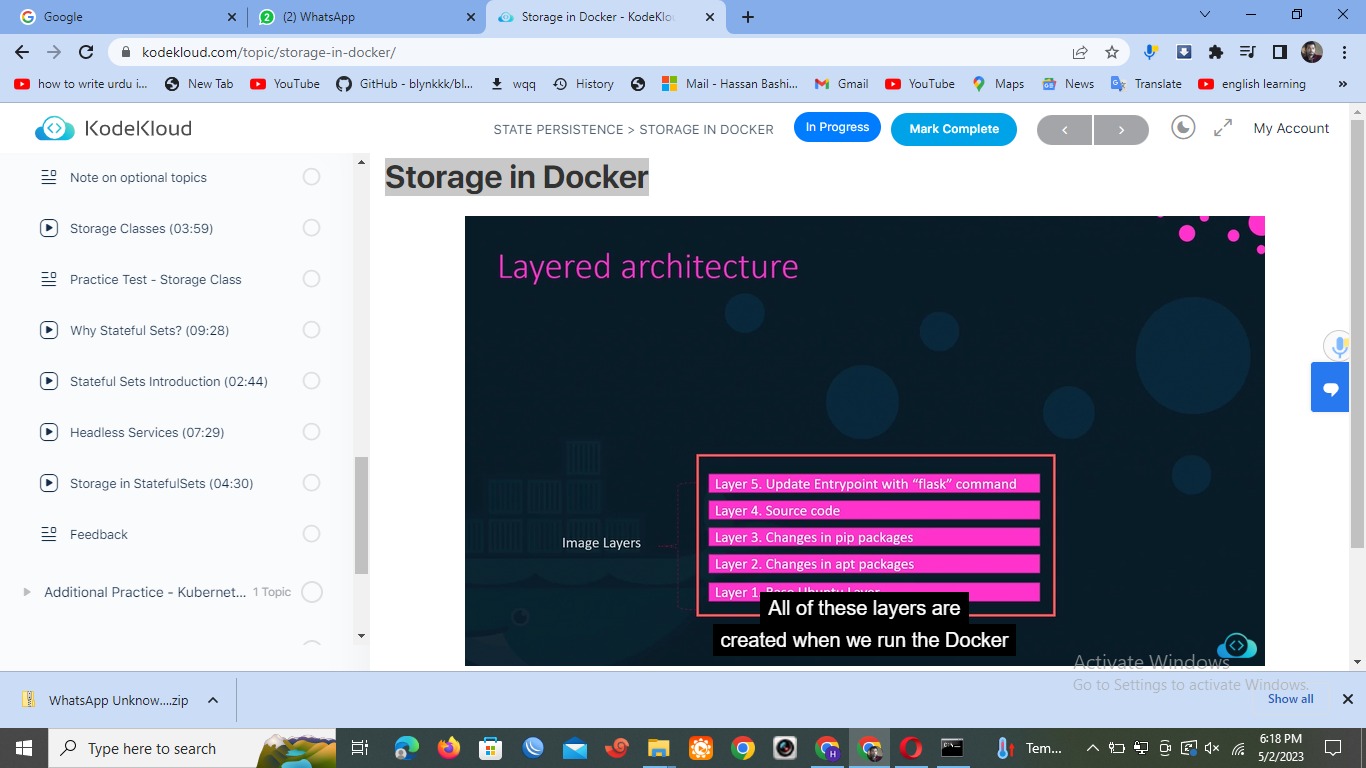 Google
(2) WhatsApp
Storage in Docker - KodeKlo
kodekloud.com/topic/storage-in-docker/
how to write urdu i...
New Tab
YouTube
GitHub - blynkkk/bl...
wqq
History
Mail - Hassan Bashi...
Gmail
YouTube
Maps
News
Translate
english learning
»
KodeKloud
STATE PERSISTENCE > STORAGE IN DOCKER
In Progress
Mark Complete
<
>
My Account
Note on optional topics
Storage Classes (03:59)
Practice Test - Storage Class
Why Stateful Sets? (09:28)
Stateful Sets Introduction (02:44)
Headless Services (07:29)
Storage in StatefulSets (04:30)
Feedback
Additional Practice - Kubernet... 1 Topic
Storage in Docker
Layered architecture
Image Layers
Layer 5. Update Entrypoint with “flask” command
Layer 4. Source code
Layer 3. Changes in pip packages
Layer 2. Changes in apt packages
Layer 1. Base Ubuntu Layer
All of these layers are
created when we run the Docker
Activate Windows
Go to Settings to activate Windows.
WhatsApp Unknow....zip
Show all
Type here to search
H
Tem...
6:18 PM
5/2/2023